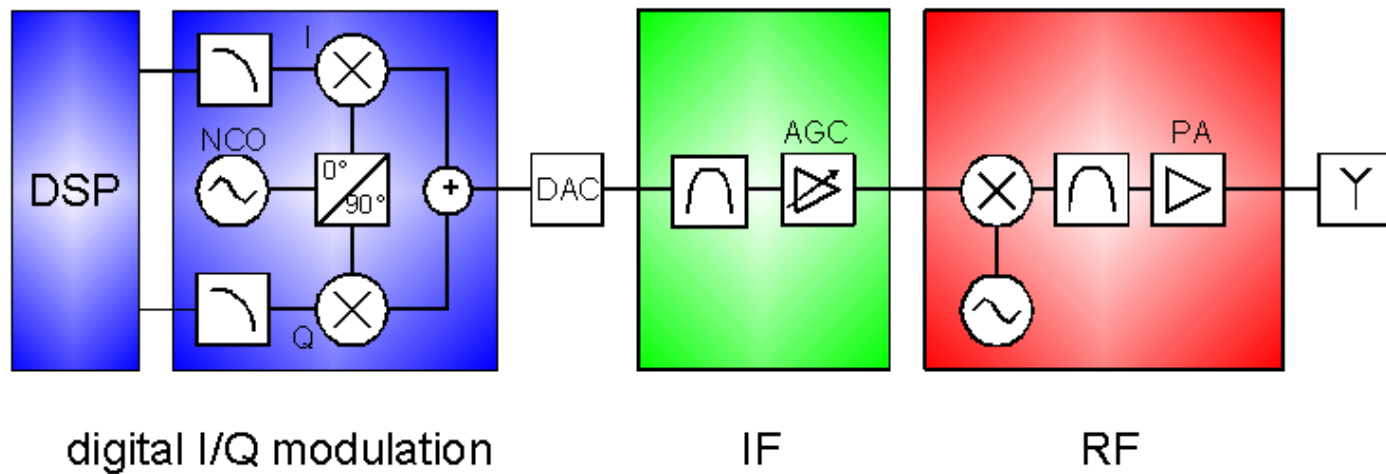 I
NCO
AGC
PA
DSP
0°
90°
+
DAC
Q
digital I/Q modulation
IF
RF